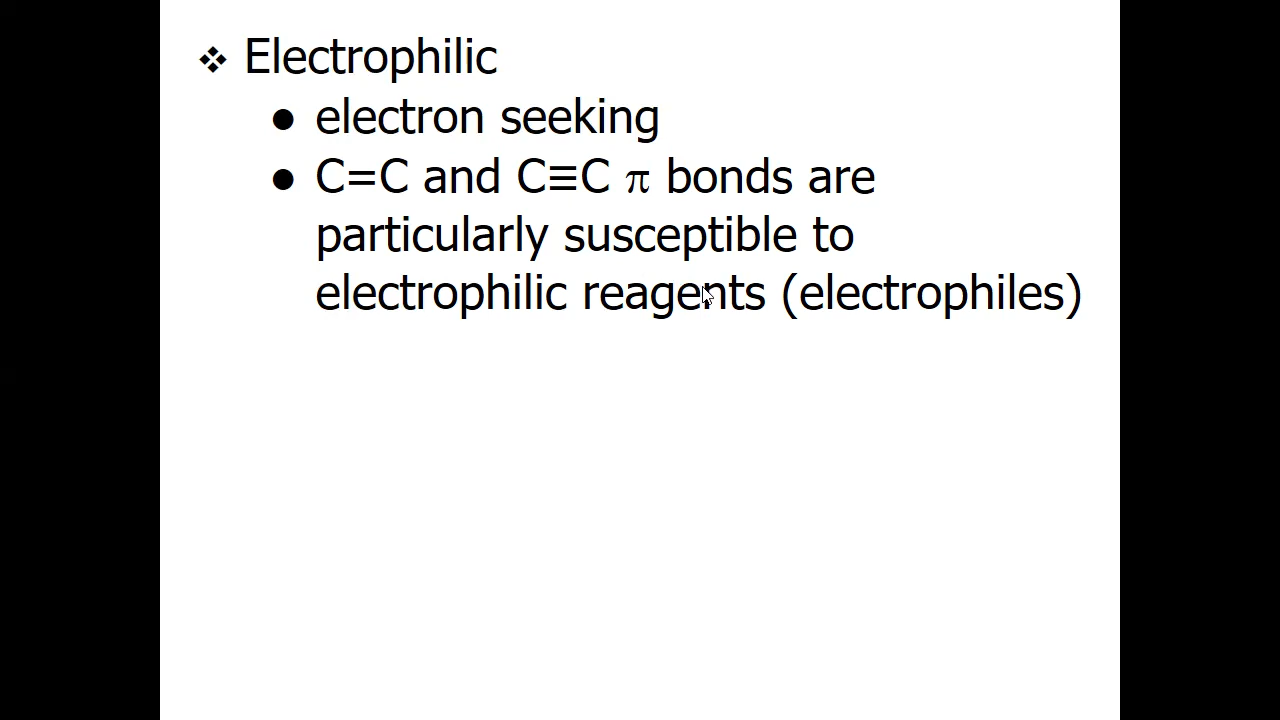 ❖ Electrophilic
● electron seeking
● C=C and C≡C π bonds are
particularly susceptible to
electrophilic reagents (electrophiles)